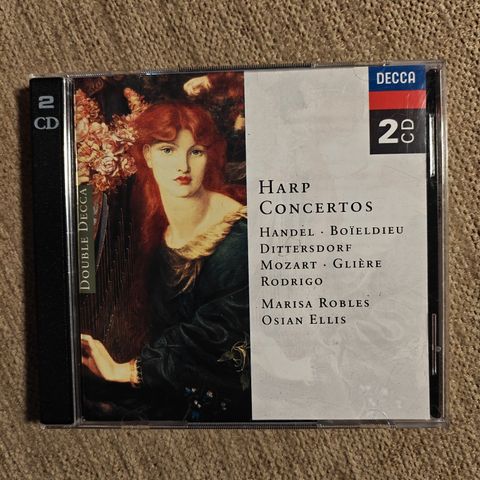 2
CD
DOUBLE DECCA
DECCA
2CD
HARP
CONCERTOS
HANDEL · BOÏELDIEU
DITTERSDORF
MOZART · GLIÈRE
RODRIGO
MARISA ROBLES
OSIAN ELLIS